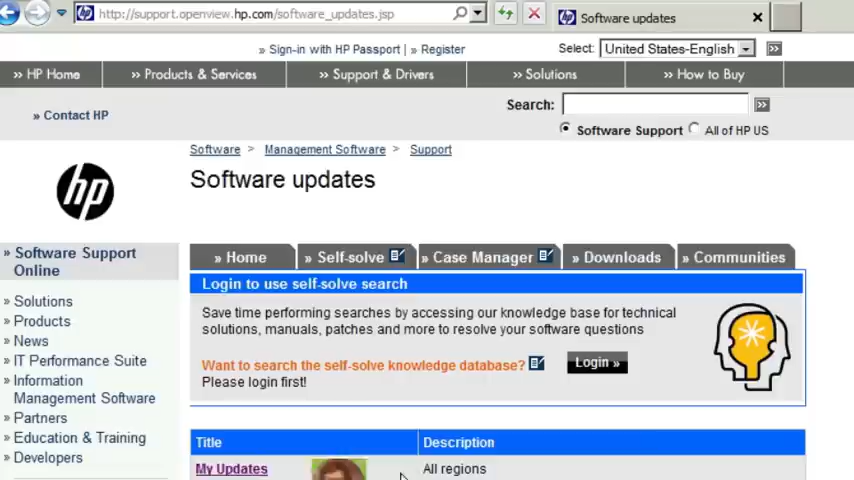 http://support.openview.hp.com/software_updates.jsp
Software updates
» Sign-in with HP Passport | » Register
Select: United States-English
» HP Home
» Products & Services
» Support & Drivers
» Solutions
» How to Buy
» Contact HP
Search:
Software Support
All of HP US
Software > Management Software > Support
hp
Software updates
» Software Support Online
» Home
» Self-solve
» Case Manager
» Downloads
» Communities
Login to use self-solve search
Save time performing searches by accessing our knowledge base for technical
solutions, manuals, patches and more to resolve your software questions
Want to search the self-solve knowledge database?
Login »
Please login first!
» Solutions
» Products
» News
» IT Performance Suite
» Information
Management Software
» Partners
» Education & Training
» Developers
Title
Description
My Updates
All regions